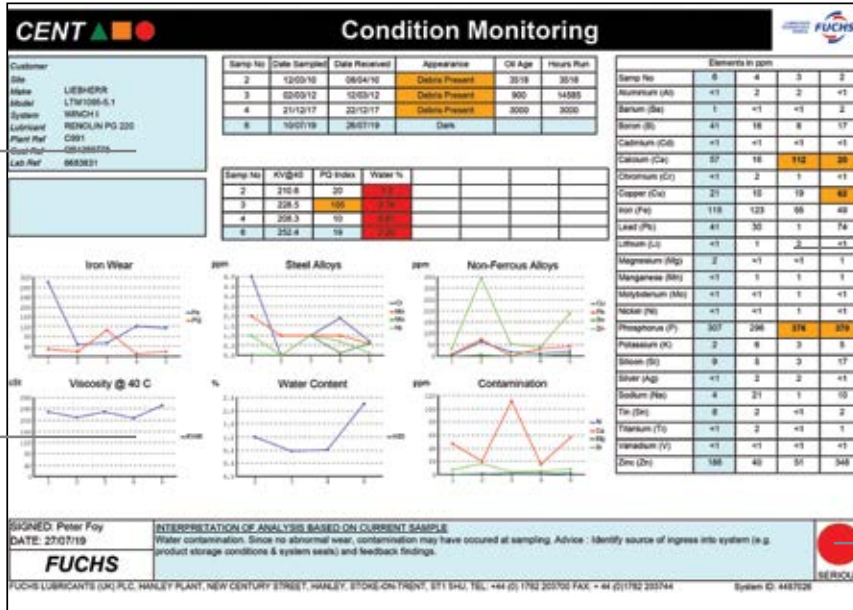 CENT
Condition Monitoring
FUCHS
Customer
Site
Make LIEBHERR
Model LTM1095-5.1
System WINCH I
Lubricant RENOLIN PG 220
Plant Ref C991
Lab Ref 8683831
Samp No Date Sampled Date Received Appearance Oil Age Hours Run
2 12/03/10 08/04/10 Debris Present 3518 3518
3 02/03/12 12/03/12 Debris Present 900 14585
4 21/12/17 22/12/17 Debris Present 3000 3000
6 10/07/19 26/07/19 Dark
Samp No KV@40 PQ Index Water %
2 210.6 20
3 228.5
4 208.3 10
6 252.4 19
Elements in ppm
Samp No 6 4 3 2
Aluminium (Al) <1 2 2 <1
Barium (Ba) 1 <1 <1 2
Boron (B) 41 16 8 17
Cadmium (Cd) <1 <1 <1 <1
Calcium (Ca) 57 16 112 20
Chromium (Cr) <1 2 1 <1
Copper (Cu) 21 10 19 62
Iron (Fe) 118 123 55 49
Lead (Pb) 41 30 1 74
Lithium (Li) <1 1 2 <1
Magnesium (Mg) 2 <1 <1 1
Manganese (Mn) <1 1 1 1
Molybdenum (Mo) <1 <1 1 <1
Nickel (Ni) <1 <1 1 <1
Phosphorus (P) 307 296 376 370
Potassium (K) 2 6 3 5
Silicon (Si) 9 5 3 17
Silver (Ag) <1 2 2 <1
Sodium (Na) 4 21 1 10
Tin (Sn) 8 2 <1 2
Titanium (Ti) <1 2 <1 1
Vanadium (V) <1 <1 <1 <1
Zinc (Zn) 186 40 51 348
Iron Wear
ppm Steel Alloys
ppm Non-Ferrous Alloys
cSt Viscosity @ 40 C
% Water Content
ppm Contamination
SIGNED: Peter Foy
DATE: 27/07/19
FUCHS
INTERPRETATION OF ANALYSIS BASED ON CURRENT SAMPLE
Water contamination. Since no abnormal wear, contamination may have occured at sampling. Advice : Identify source of ingress into system (e.g.
product storage conditions & system seals) and feedback findings.
SERIOU
FUCHS LUBRICANTS (UK) PLC, HANLEY PLANT, NEW CENTURY STREET, HANLEY, STOKE-ON-TRENT, ST1 5HU, TEL: +44 (0) 1782 203700 FAX: + 44 (0)1782 203744 System ID: 4457026